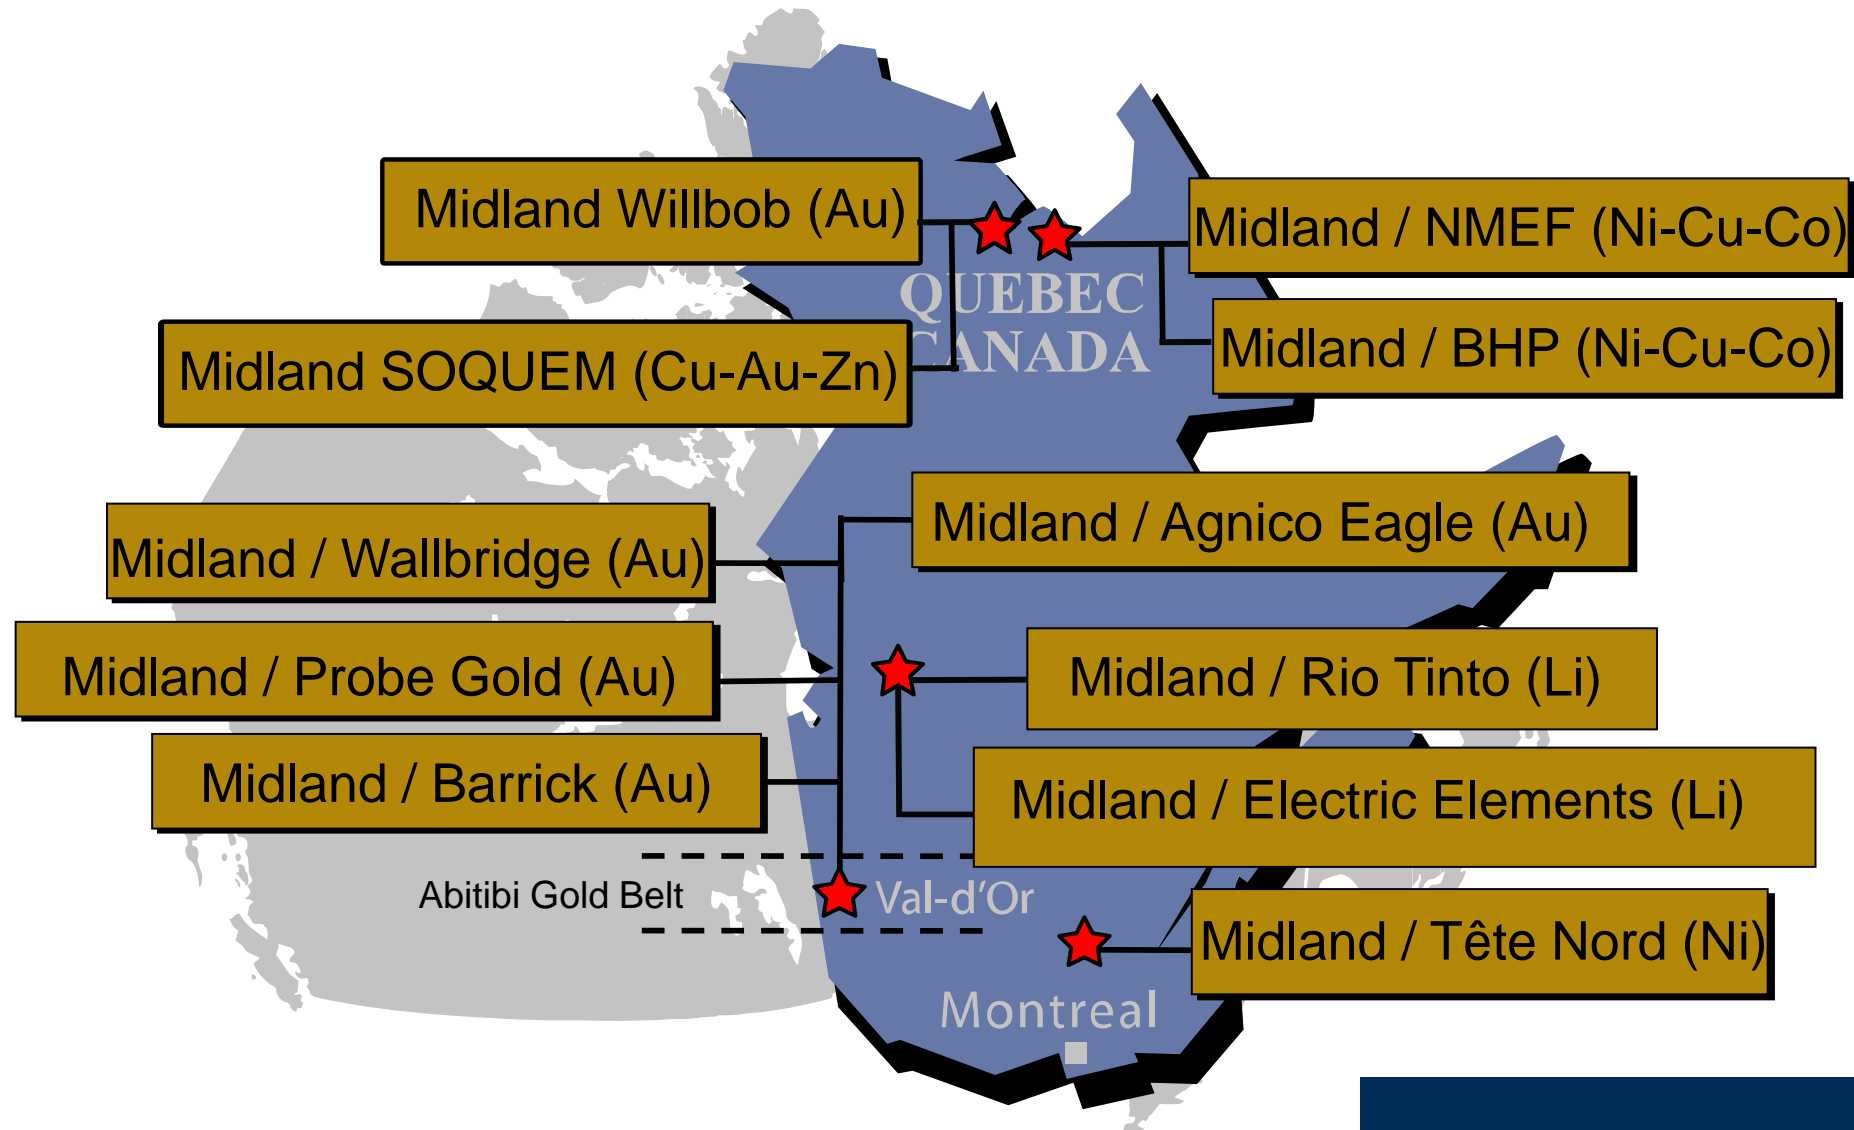 Midland Willbob (Au)
Midland / NMEF (Ni-Cu-Co)
QUEBEC
CANADA
Midland SOQUEM (Cu-Au-Zn)
Midland / BHP (Ni-Cu-Co)
Midland / Agnico Eagle (Au)
Midland / Wallbridge (Au)
Midland / Probe Gold (Au)
Midland / Rio Tinto (Li)
Midland / Barrick (Au)
Midland / Electric Elements (Li)
Abitibi Gold Belt
Val-d'Or
Midland / Tête Nord (Ni)
Montreal